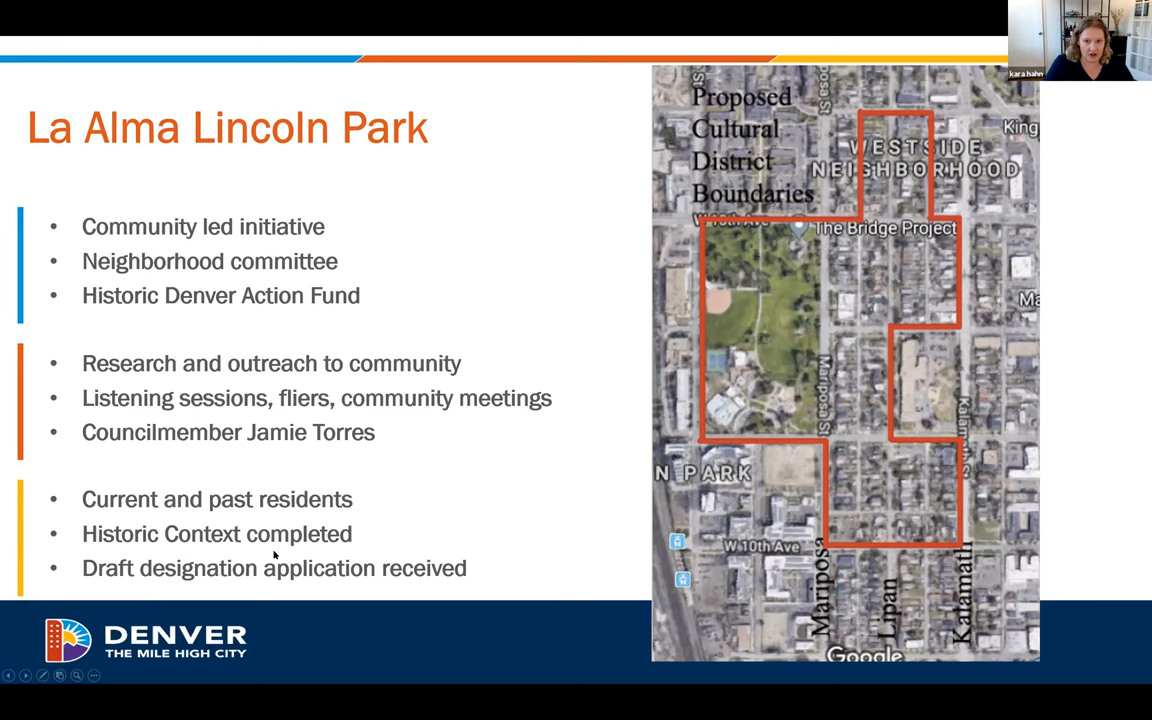 kara hahn
La Alma Lincoln Park
• Community led initiative
• Neighborhood committee
• Historic Denver Action Fund
• Research and outreach to community
• Listening sessions, fliers, community meetings
• Councilmember Jamie Torres
• Current and past residents
• Historic Context completed
• Draft designation application received
DENVER
THE MILE HIGH CITY
Proposed
Cultural
District
Boundaries
WESTSIDE
NEIGHBORHOOD
King
The Bridge Project
Ma
Mariposa St
Kalamath St
N PARK
W 10th Ave
Mariposa
Lipan
Kalamath
Google